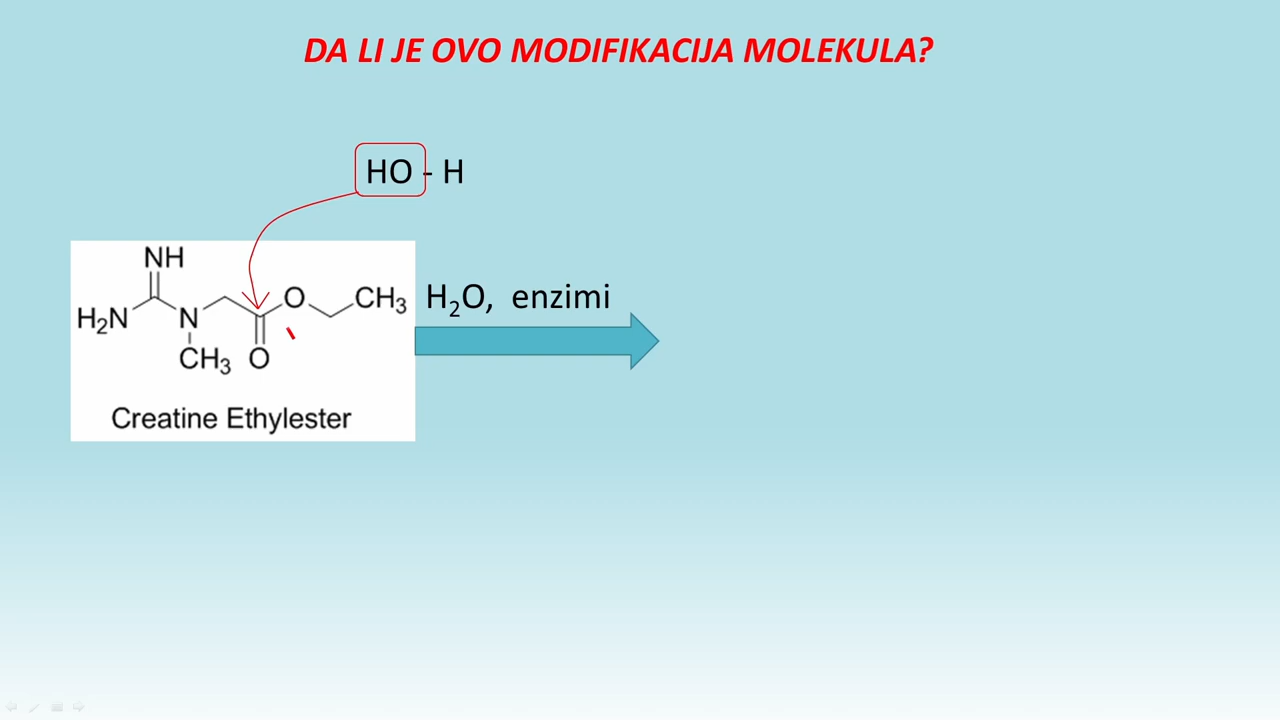 DA LI JE OVO MODIFIKACIJA MOLEKULA?
HO - H
NH
H₂N
N
O
CH₃
CH₃
O
Creatine Ethylester
H₂O, enzimi